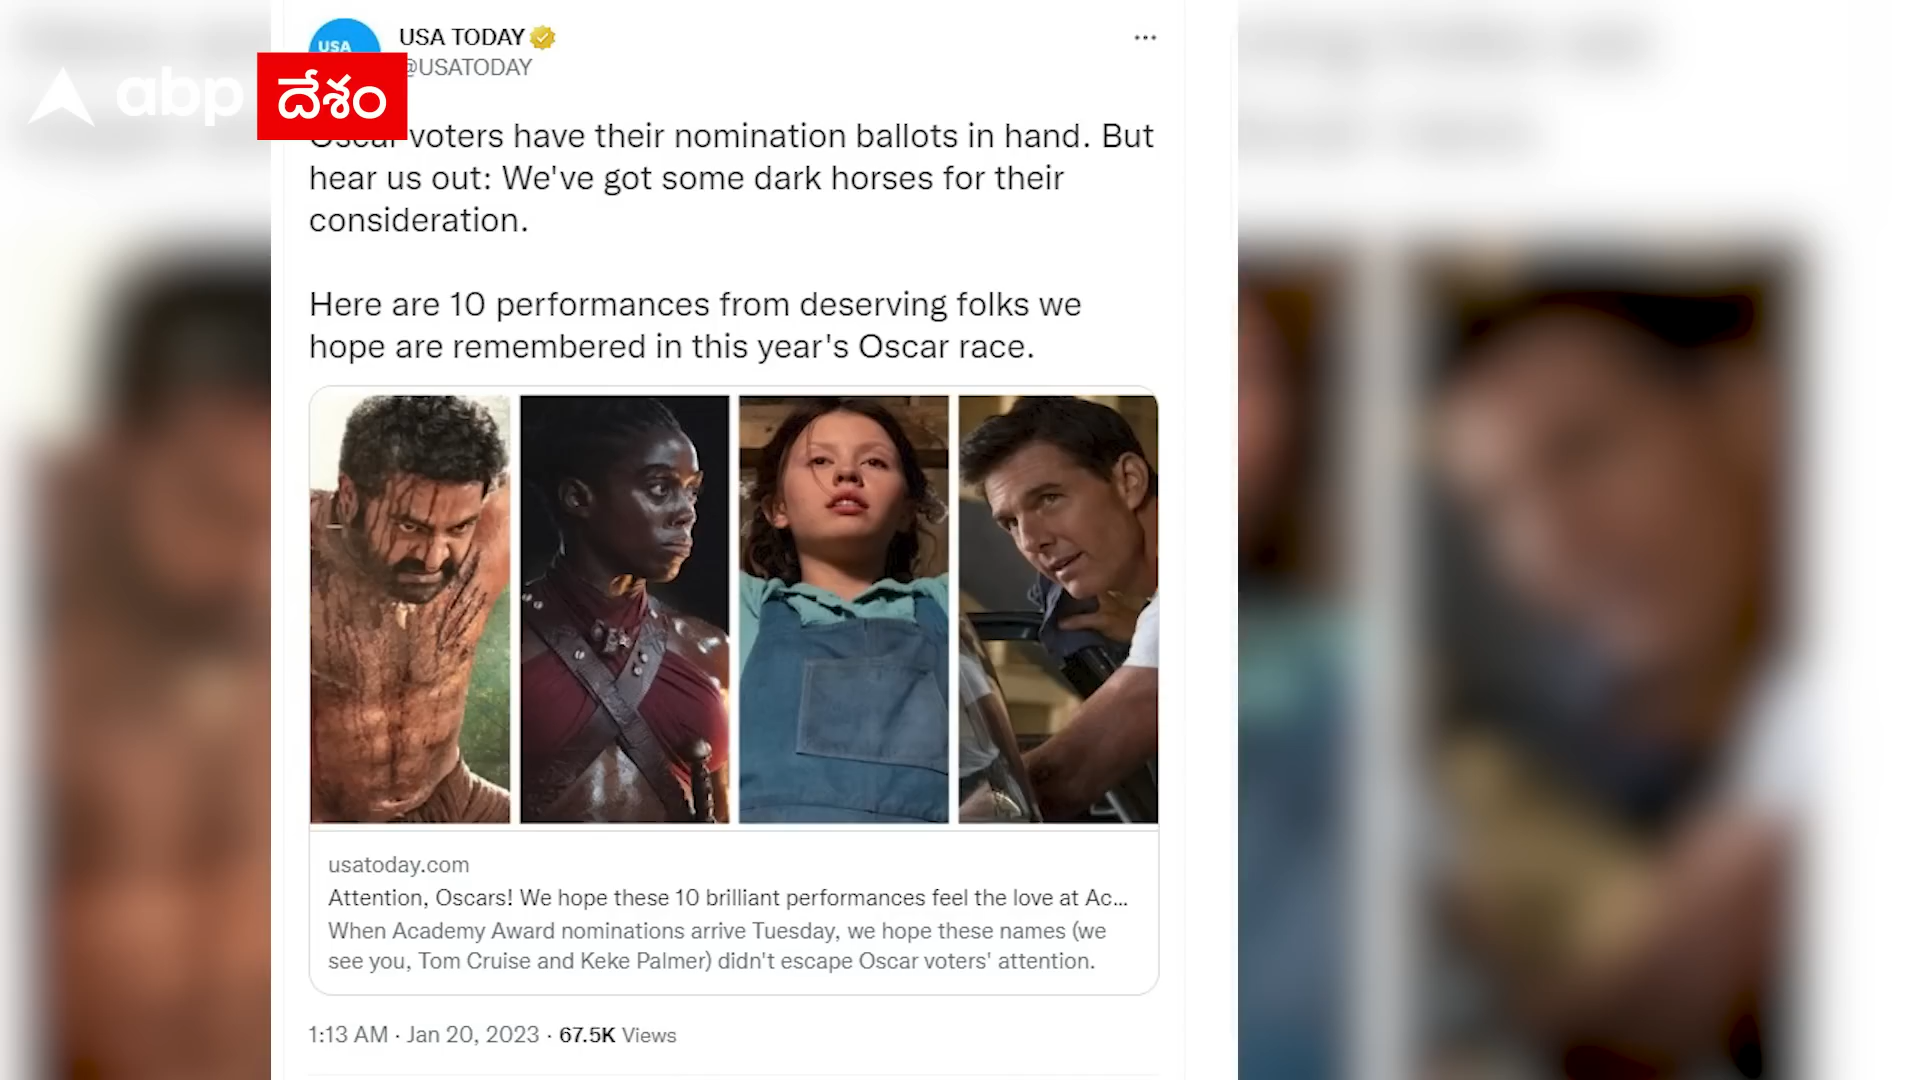 USA TODAY
USA
@USATODAY
abp దేశం
Oscar voters have their nomination ballots in hand. But
hear us out: We've got some dark horses for their
consideration.
Here are 10 performances from deserving folks we
hope are remembered in this year's Oscar race.
usatoday.com
Attention, Oscars! We hope these 10 brilliant performances feel the love at Ac...
When Academy Award nominations arrive Tuesday, we hope these names (we
see you, Tom Cruise and Keke Palmer) didn't escape Oscar voters' attention.
1:13 AM · Jan 20, 2023 · 67.5K Views